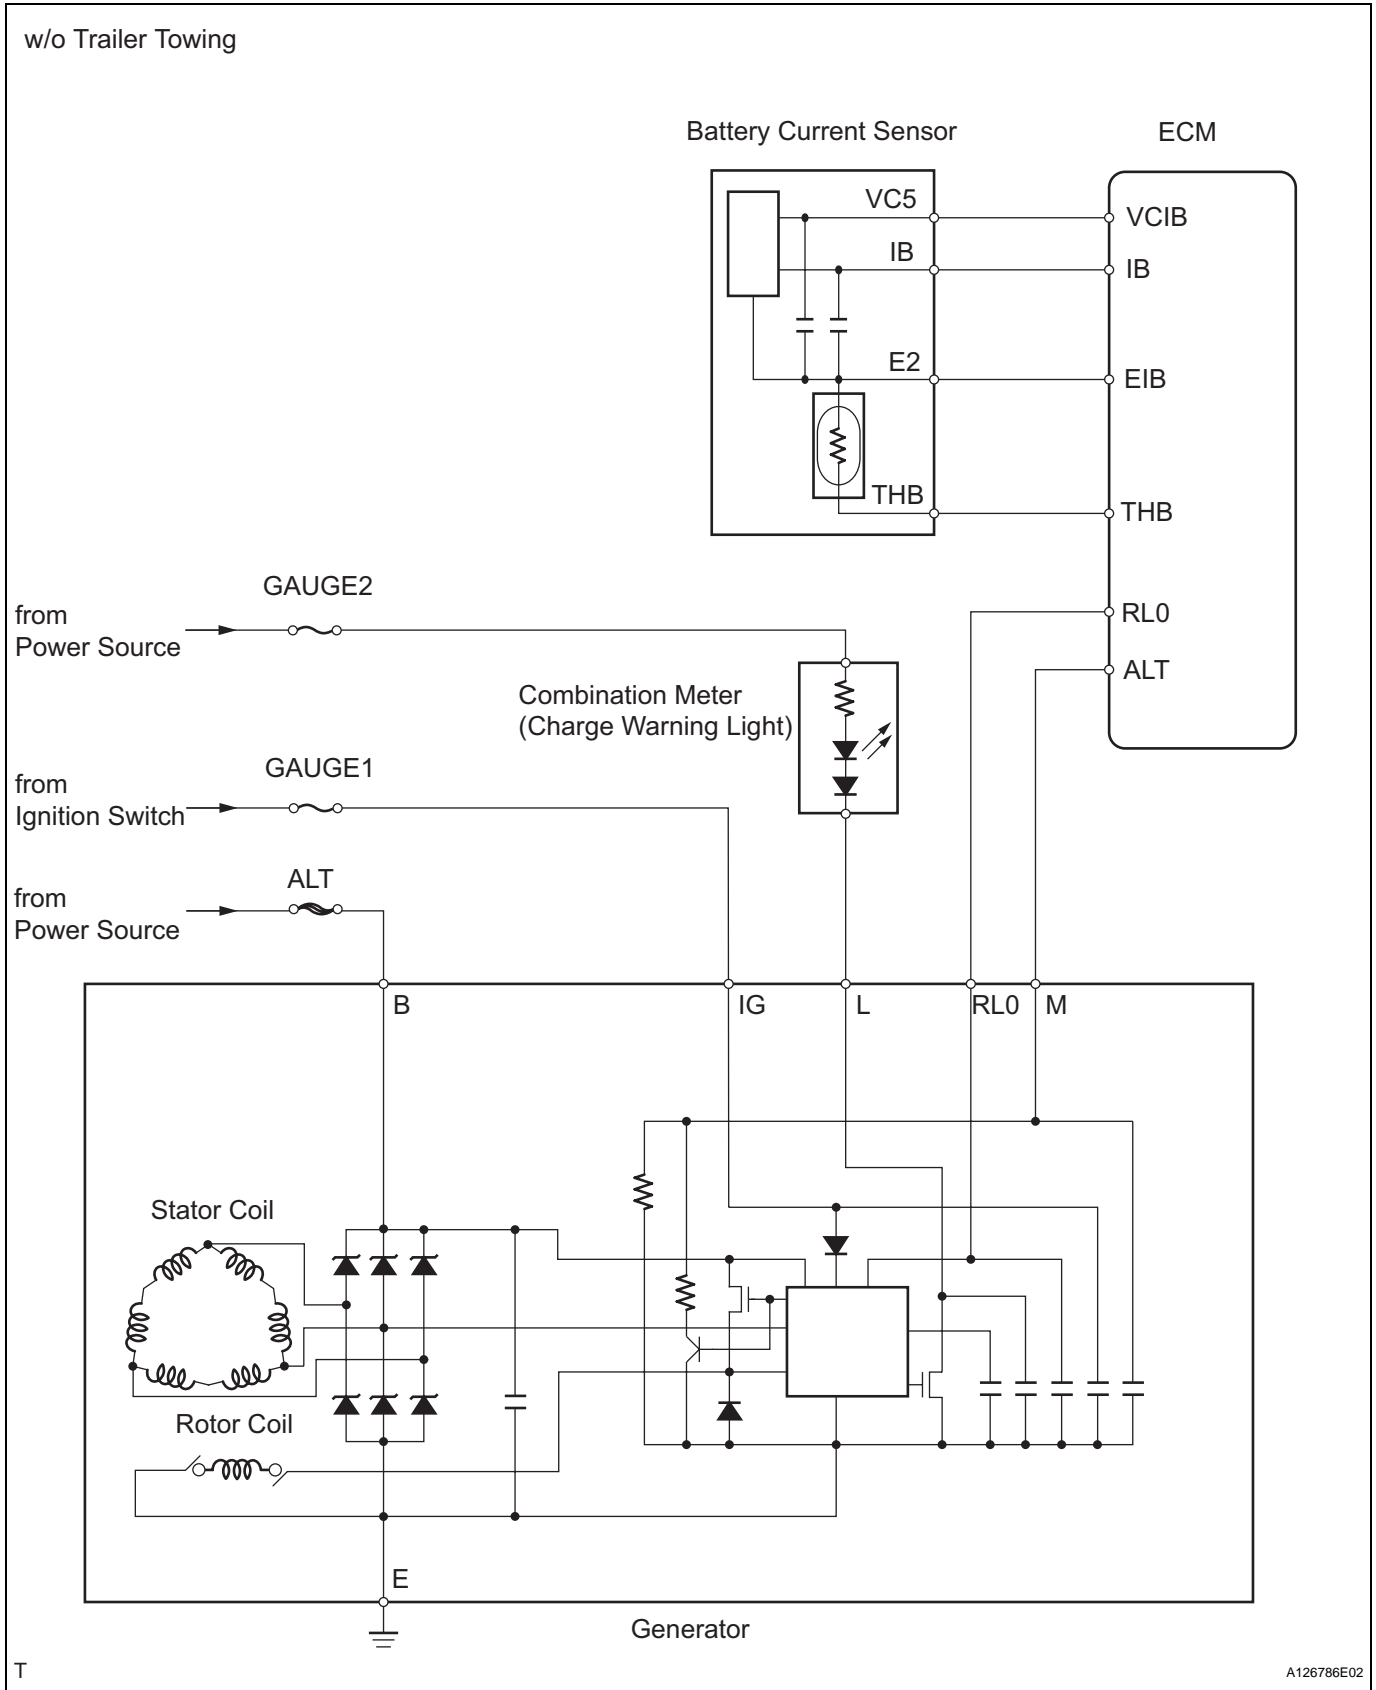 w/o Trailer Towing
Battery Current Sensor
ECM
VC5
VCIB
IB
IB
E2
EIB
THB
THB
GAUGE2
from
Power Source
RL0
ALT
Combination Meter
(Charge Warning Light)
GAUGE1
from
Ignition Switch
ALT
from
Power Source
B
IG
L
RL0
M
Stator Coil
Rotor Coil
E
Generator
T
A126786E02